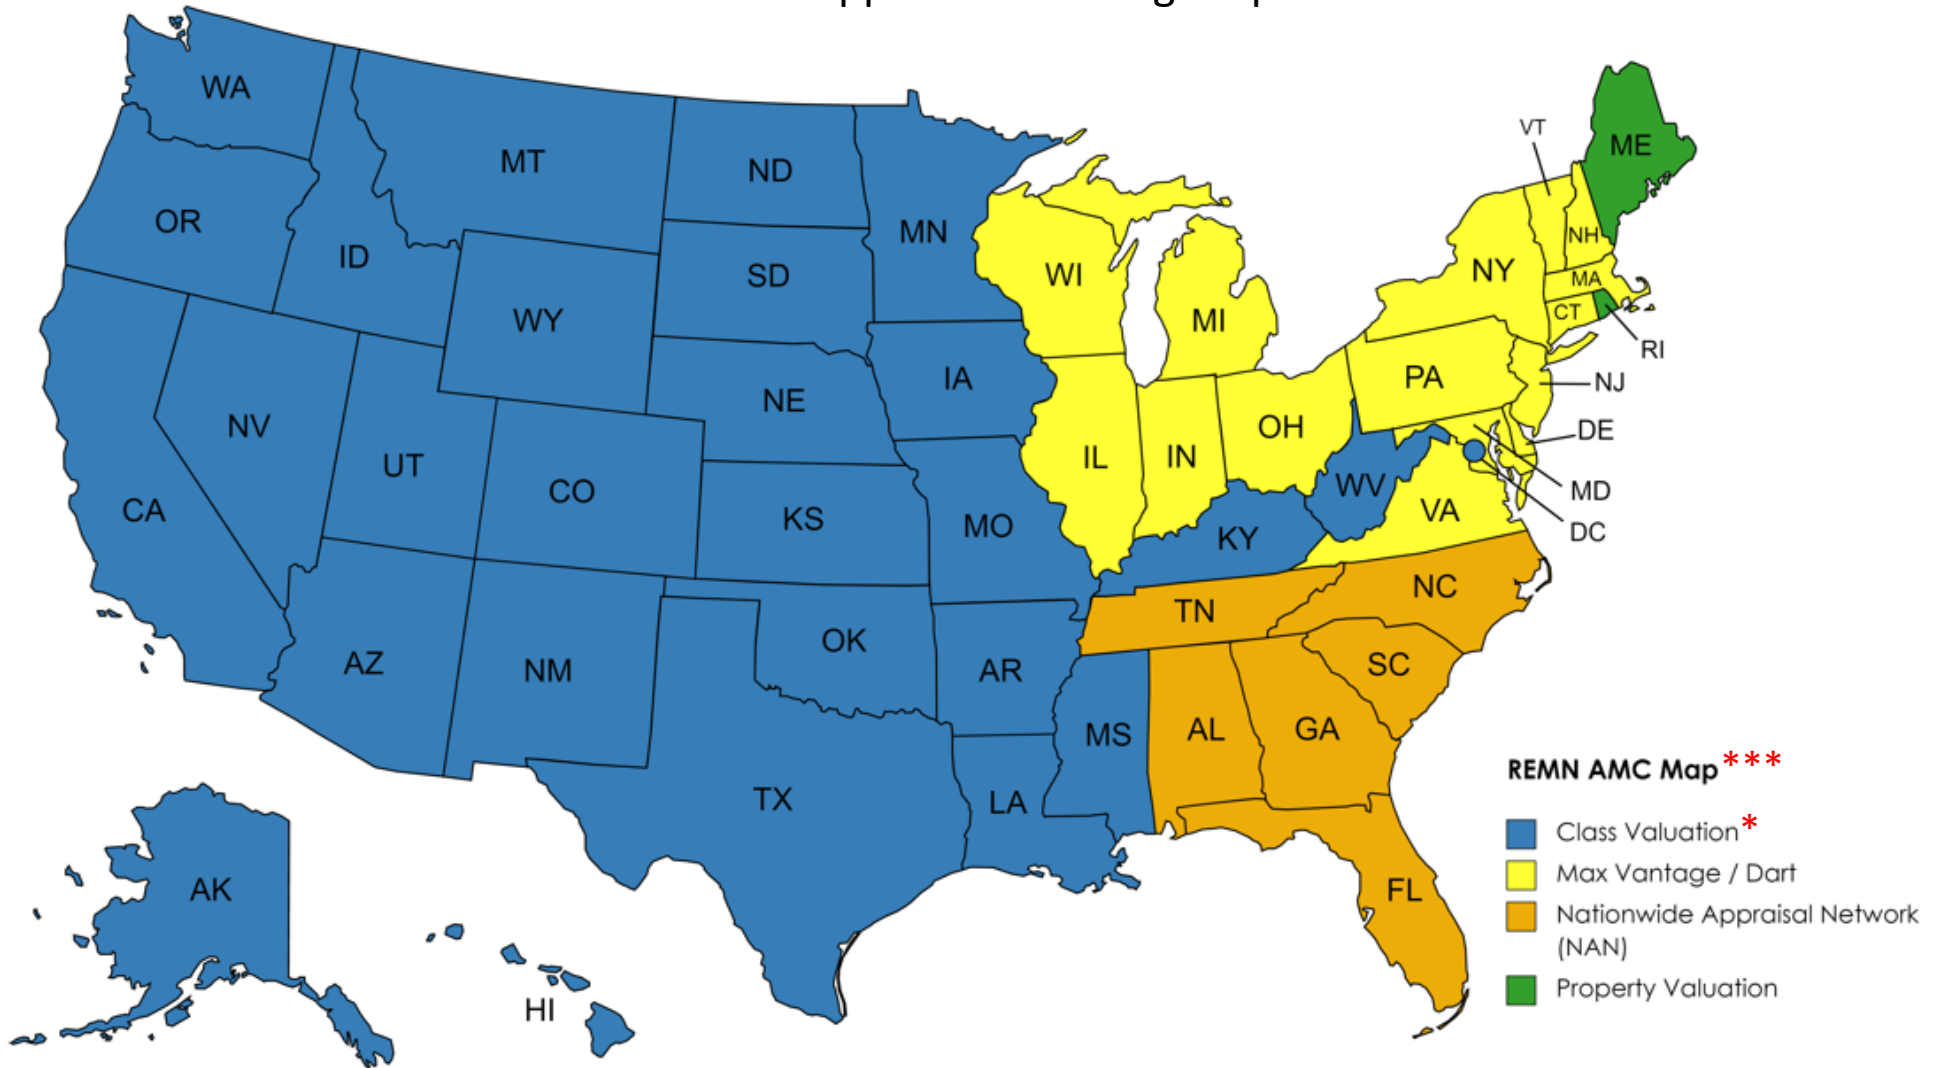 WA
MT
ND
MN
OR
ID
SD
WY
WI
MI
VT
ME
NH
NY
MA
CT
RI
IA
NE
PA
NJ
NV
UT
CO
OH
DE
IL
IN
CA
KS
MO
WV
VA
MD
DC
KY
NC
TN
AZ
NM
OK
AR
SC
MS
AL
GA
TX
LA
FL
AK
HI
REMN AMC Map***
Class Valuation*
Max Vantage / Dart
Nationwide Appraisal Network
(NAN)
Property Valuation